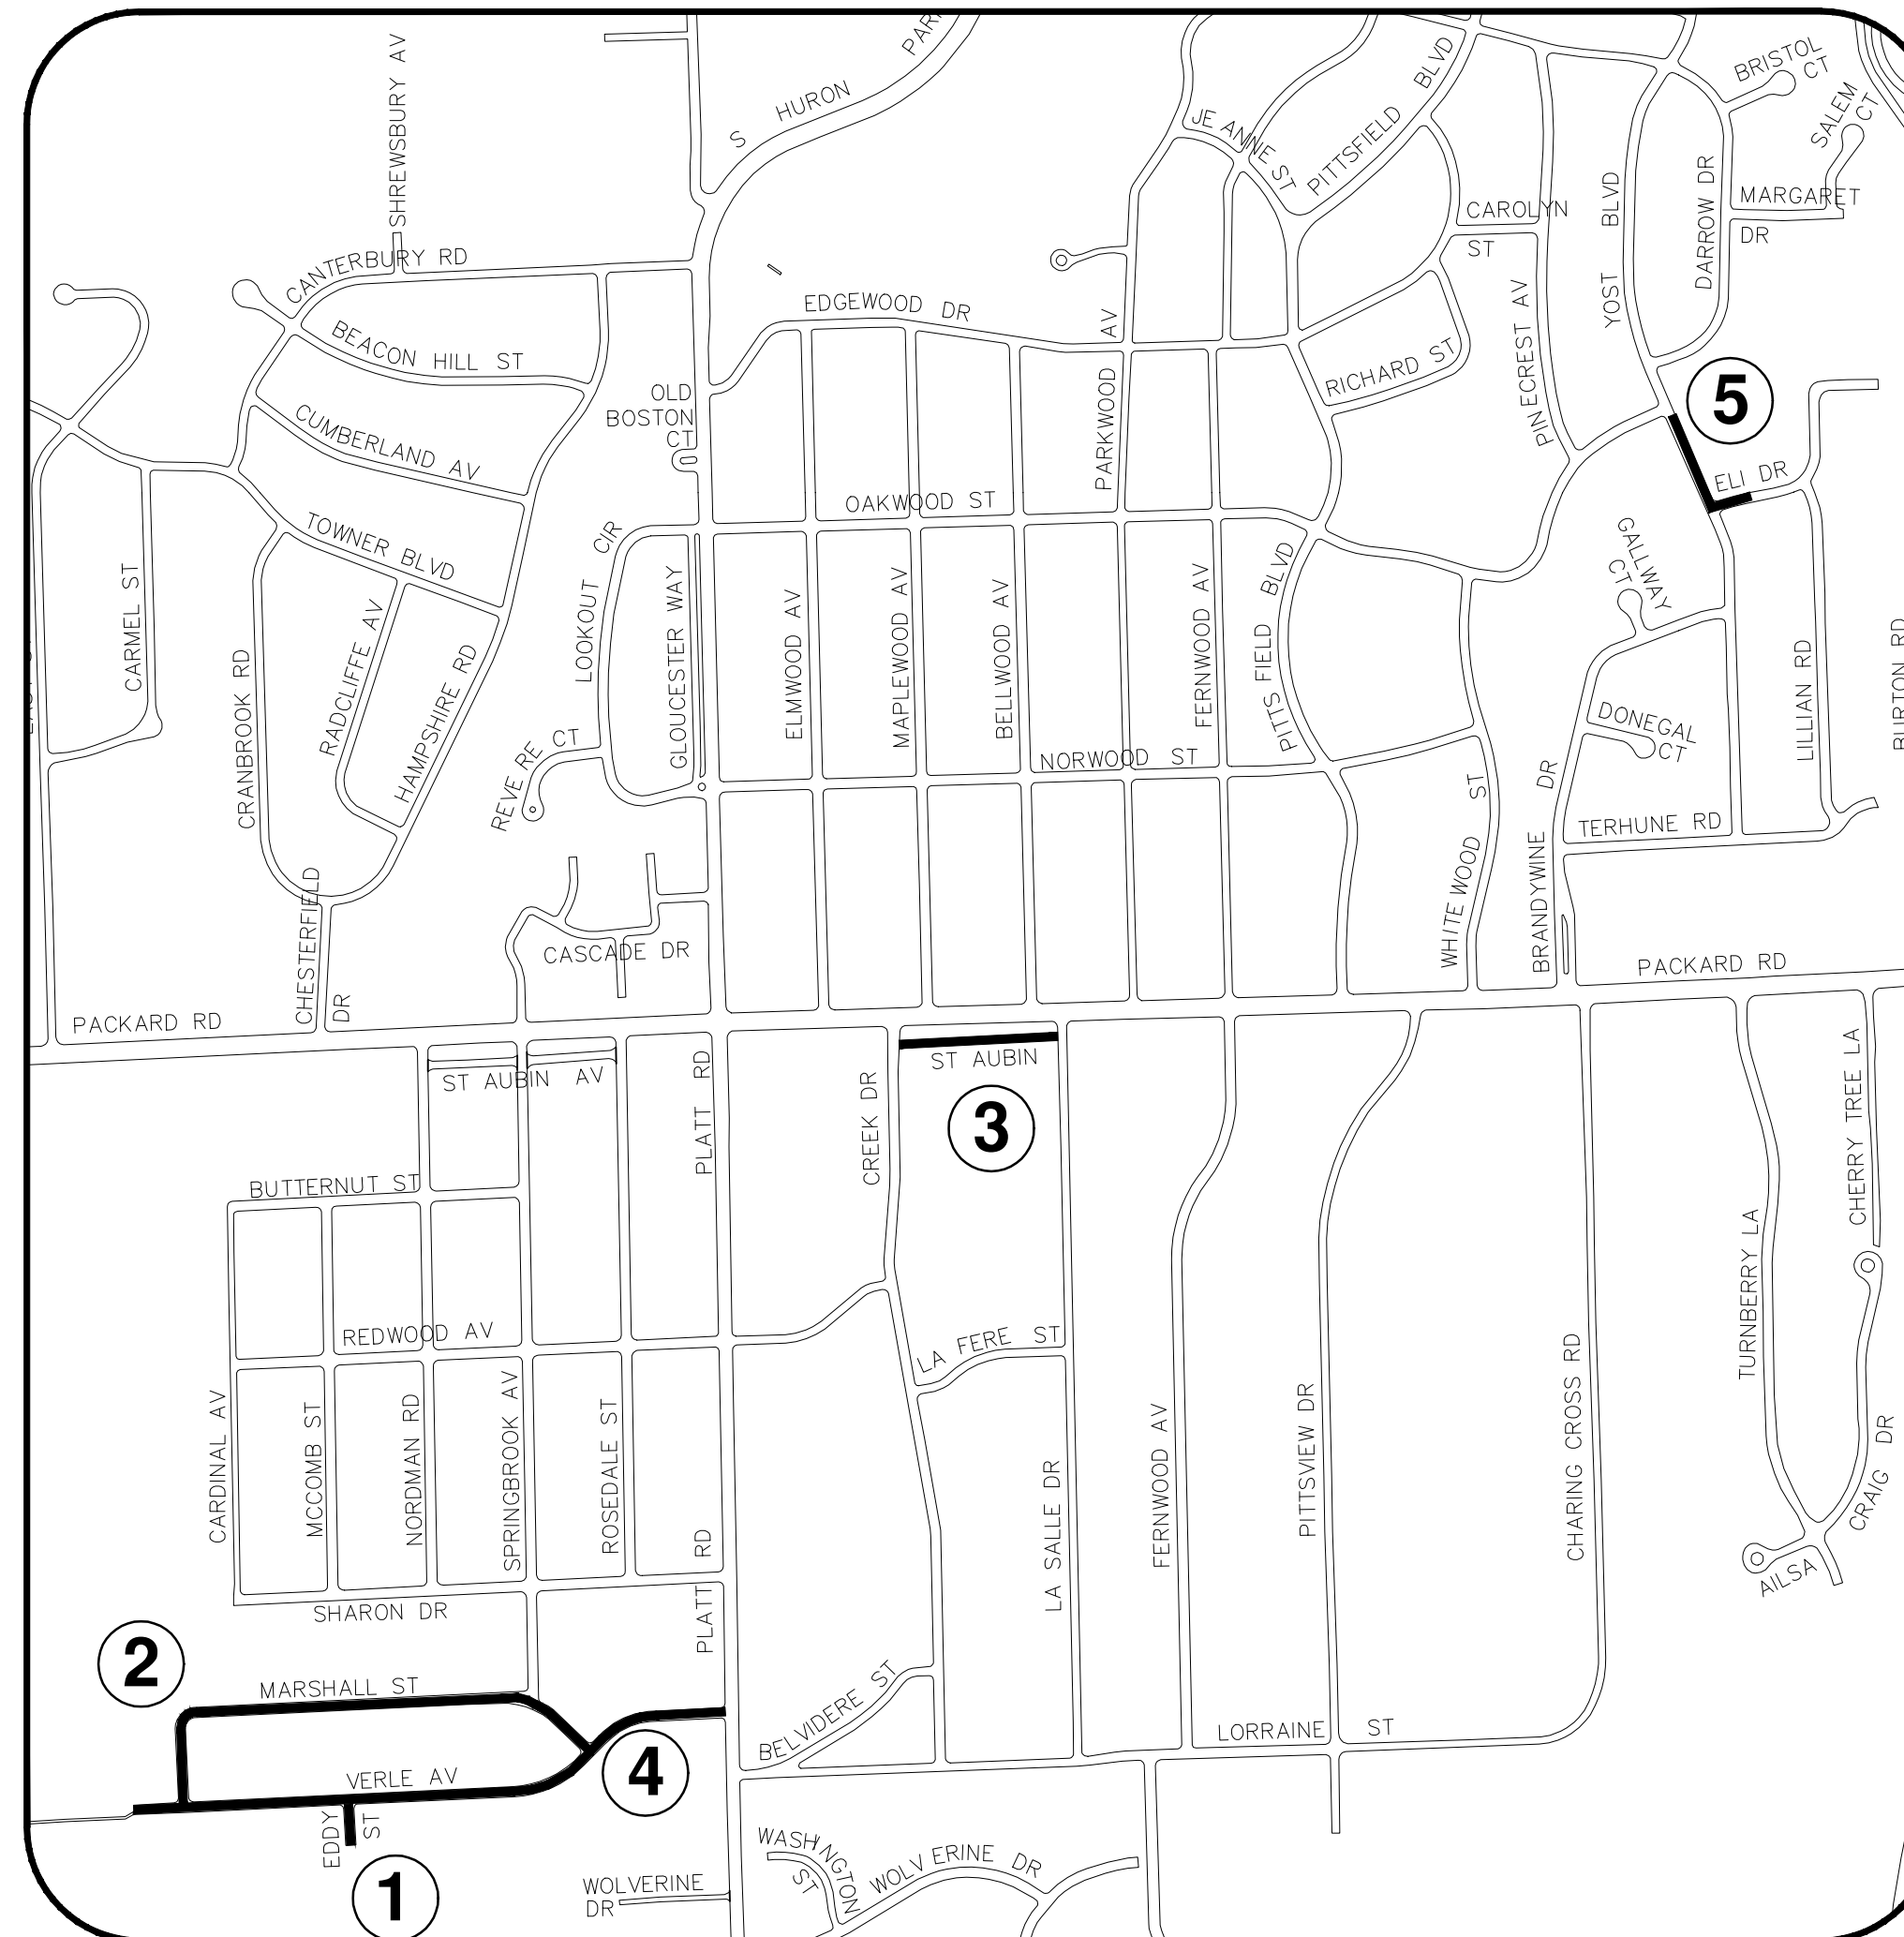 SHREWSBURY AV
S HURON
BRISTOL CT
SALEM CT
PITTSFIELD BLVD
JE ANNE ST
MARGARET DR
CAROLYN ST
YOST BLVD
DARROW DR
CANTERBURY RD
EDGEWOOD DR
BEACON HILL ST
PARKWOOD AV
RICHARD ST
PINECREST AV
OLD BOSTON CT
CUMBERLAND AV
5
ELI DR
OAKWOOD ST
TOWNER BLVD
LOOKOUT CIR
GALLWAY CT
CARMEL ST
RADCLIFFE AV
GLOUCESTER WAY
ELMWOOD AV
MAPLEWOOD AV
BELLWOOD AV
FERNWOOD AV
PITTS FIELD BLVD
CRANBROOK RD
HAMPSHIRE RD
LILLIAN RD
BURTON RD
DONEGAL CT
REVE RE CT
NORWOOD ST
WHITE WOOD ST
BRANDYWINE DR
TERHUNE RD
CHESTERFIELD DR
CASCADE DR
PACKARD RD
PACKARD RD
ST AUBIN AV
PLATT RD
CREEK DR
ST AUBIN
3
CHERRY TREE LA
BUTTERNUT ST
TURNBERRY LA
REDWOOD AV
LA FERE ST
CARDINAL AV
MCCOMB ST
NORDMAN RD
SPRINGBROOK AV
ROSEDALE ST
PLATT RD
LA SALLE DR
FERNWOOD AV
PITTSVIEW DR
CHARING CROSS RD
CRAIG DR
AILSA
SHARON DR
2
MARSHALL ST
BELVIDERE ST
LORRAINE ST
4
VERLE AV
EDDY ST
1
WASHINGTON ST
WOLV ERINE DR
WOLVERINE DR